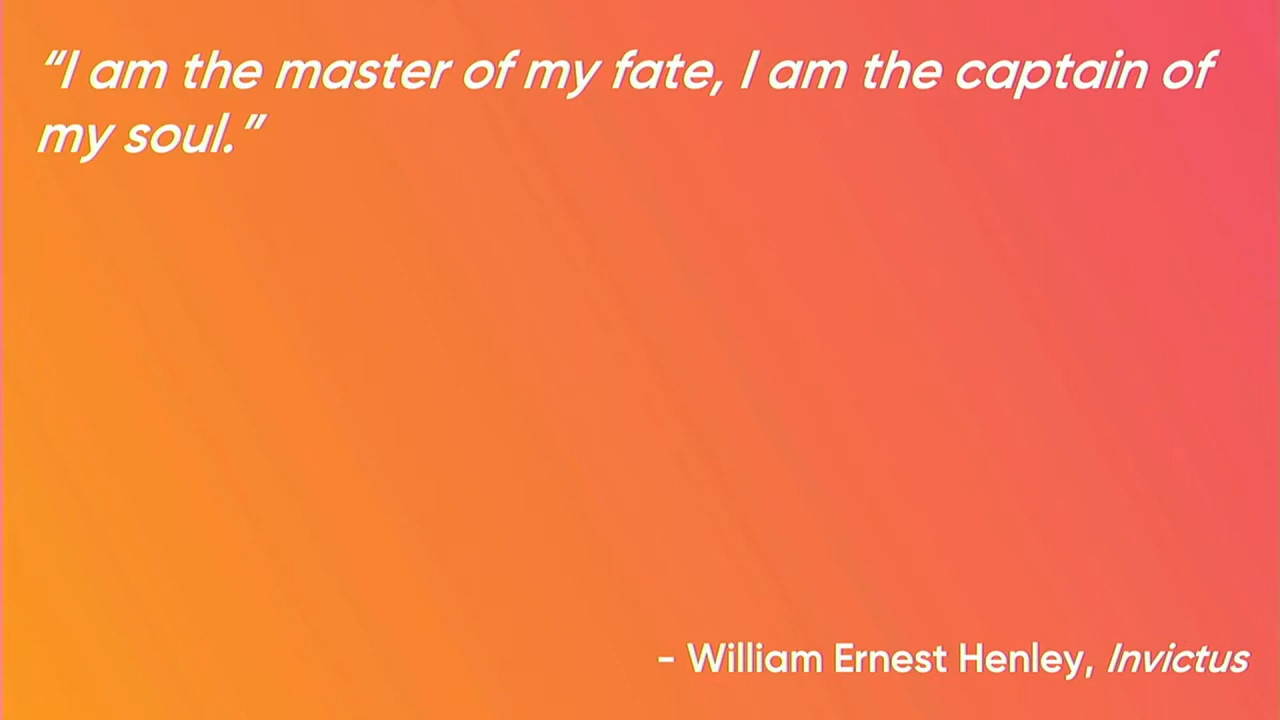 “I am the master of my fate, I am the captain of
my soul.”
– William Ernest Henley, Invictus